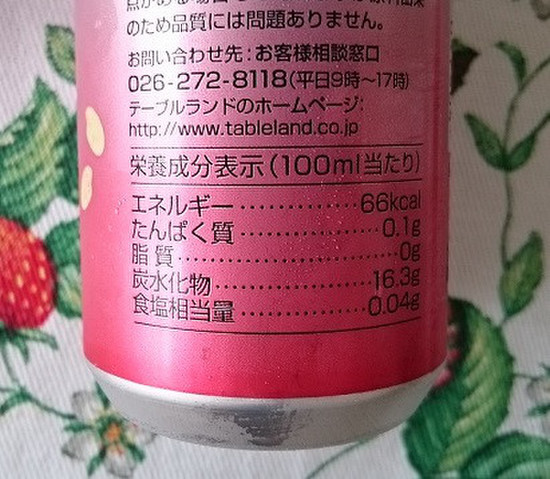 のため品質には問題ありません。
お問い合わせ先:お客様相談窓口
026-272-8118(平日9時〜17時)
テーブルランドのホームページ:
http://www.tableland.co.jp
栄養成分表示(100ml当たり)
エネルギー……………66kcal
たんぱく質……………0.1g
脂質……………………0g
炭水化物………………16.3g
食塩相当量……………0.04g